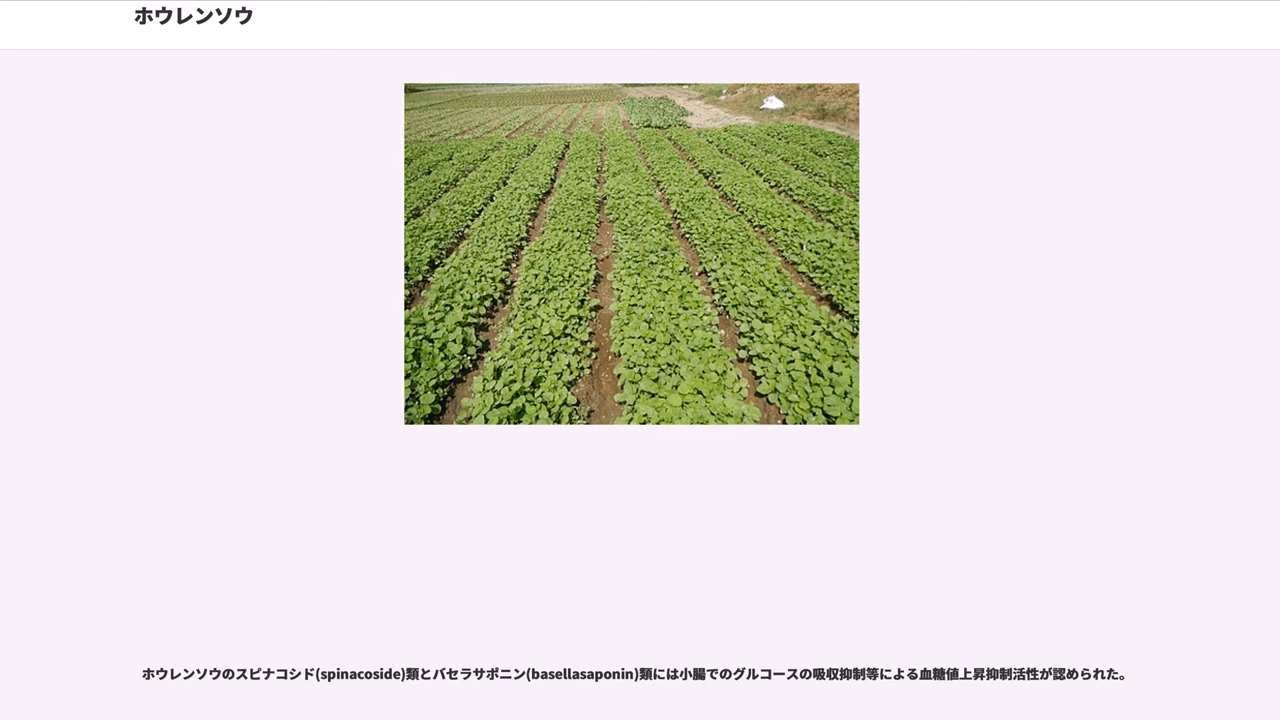 ホウレンソウ
ホウレンソウのスピナコシド(spinacoside)類とバセラサポニン(basellasaponin)類には小腸でのグルコースの吸収抑制等による血糖値上昇抑制活性が認められた。